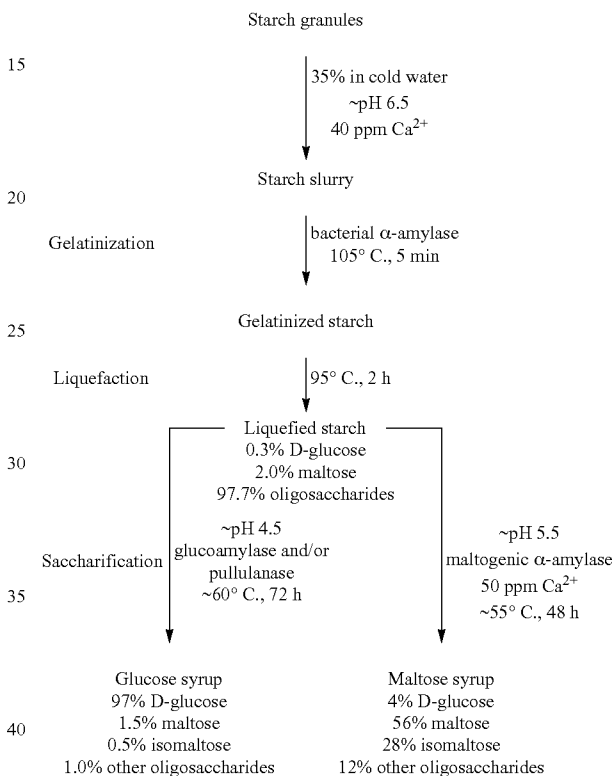 Starch granules
15
35% in cold water
~pH 6.5
40 ppm Ca²⁺
Starch slurry
20
Gelatinization
bacterial α-amylase
105° C., 5 min
Gelatinized starch
25
Liquefaction
95° C., 2 h
Liquefied starch
0.3% D-glucose
2.0% maltose
97.7% oligosaccharides
30
Saccharification
~pH 4.5
glucoamylase and/or
pullulanase
~60° C., 72 h
~pH 5.5
maltogenic α-amylase
50 ppm Ca²⁺
~55° C., 48 h
35
Glucose syrup
97% D-glucose
1.5% maltose
0.5% isomaltose
1.0% other oligosaccharides
Maltose syrup
4% D-glucose
56% maltose
28% isomaltose
12% other oligosaccharides
40